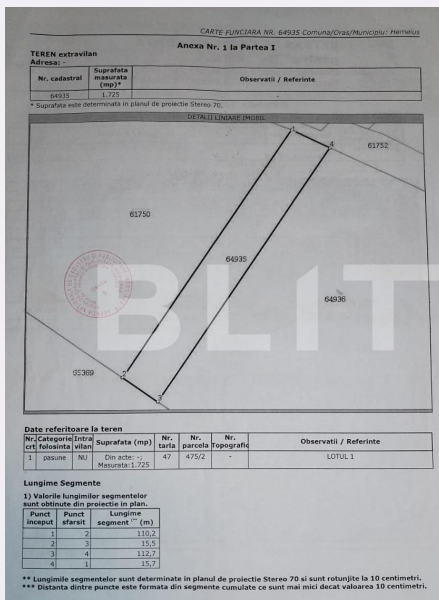 CARTE FUNCIARA NR. 64935 Comuna/Oras/Municipiu: Hemeius
Anexa Nr. 1 la Partea I
TEREN extravilan
Adresa: -
Nr. cadastral Suprafata masurata (mp)* Observatii / Referinte
64935 1.725 -
* Suprafata este determinata in planul de proiectie Stereo 70.
DETALII LINIARE IMOBIL
1
4
61752
61750
64935
64936
BLIT
65369
2
3
Date referitoare la teren
Nr. crt Categorie folosinta Intra vilan Suprafata (mp) Nr. tarla Nr. parcela Nr. Topografic Observatii / Referinte
1 pasune NU Din acte: -; Masurata:1.725 47 475/2 - LOTUL 1
Lungime Segmente
1) Valorile lungimilor segmentelor
sunt obtinute din proiectie in plan.
Punct inceput Punct sfarsit Lungime segment (** (m)
1 2 110,2
2 3 15,5
3 4 112,7
4 1 15,7
** Lungimile segmentelor sunt determinate in planul de proiectie Stereo 70 si sunt rotunjite la 10 centimetri.
*** Distanta dintre puncte este formata din segmente cumulate ce sunt mai mici decat valoarea 10 centimetri.